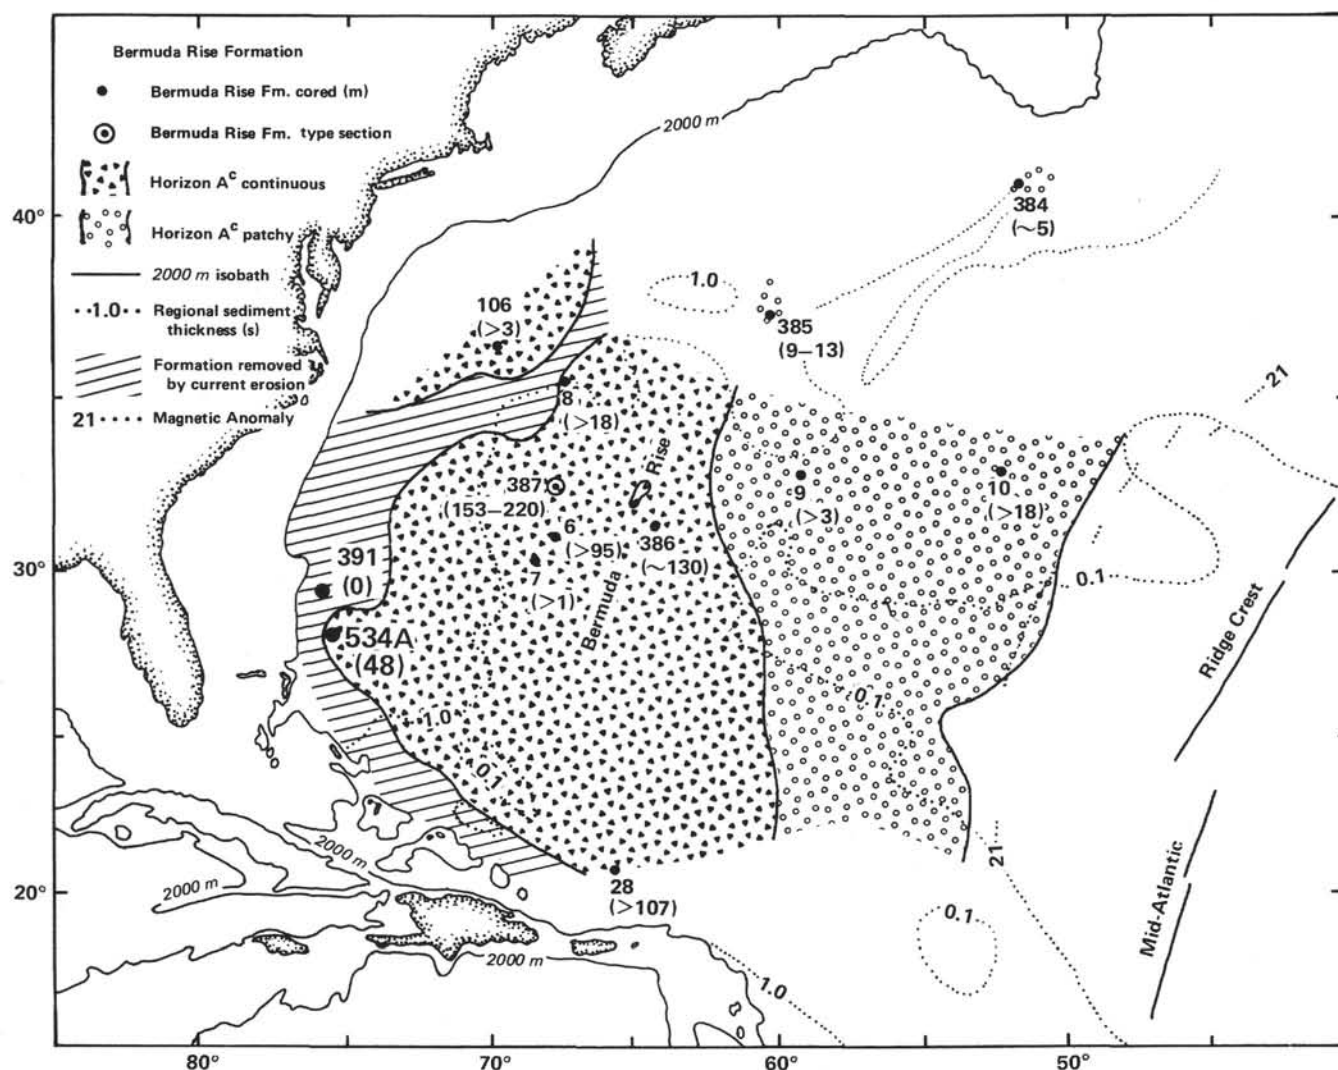 Bermuda Rise Formation
Bermuda Rise Fm. cored (m)
Bermuda Rise Fm. type section
Horizon Aᶜ continuous
Horizon Aᶜ patchy
2000 m isobath
1.0 Regional sediment
thickness (s)
Formation removed
by current erosion
21 Magnetic Anomaly
2000 m
384
(~5)
1.0
385
(9–13)
106
(>3)
8
(>18)
21
387
(153–220)
6
(>95)
7
(>1)
386
(~130)
Bermuda Rise
9
(>3)
10
(>18)
0.1
391
(0)
534A
(48)
1.0
0.1
0.1
28
(>107)
21
0.1
1.0
2000 m
2000 m
2000 m
Mid-Atlantic Ridge Crest
40°
30°
20°
80°
70°
60°
50°